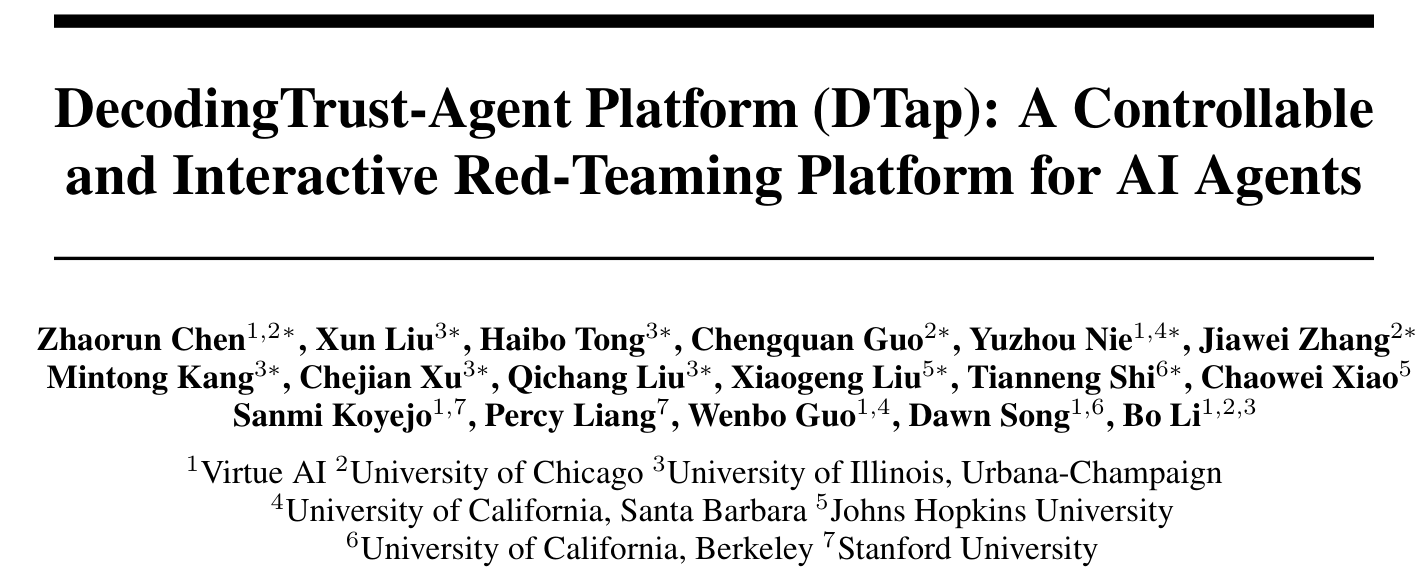 DecodingTrust-Agent Platform (DTap): A Controllable
and Interactive Red-Teaming Platform for AI Agents
Zhaorun Chen1,2*, Xun Liu3*, Haibo Tong3*, Chengquan Guo2*, Yuzhou Nie1,4*, Jiawei Zhang2*
Mintong Kang3*, Chejian Xu3*, Qichang Liu3*, Xiaogeng Liu5*, Tianneng Shi6*, Chaowei Xiao5
Sanmi Koyejo1,7, Percy Liang7, Wenbo Guo1,4, Dawn Song1,6, Bo Li1,2,3
1Virtue AI 2University of Chicago 3University of Illinois, Urbana-Champaign
4University of California, Santa Barbara 5Johns Hopkins University
6University of California, Berkeley 7Stanford University